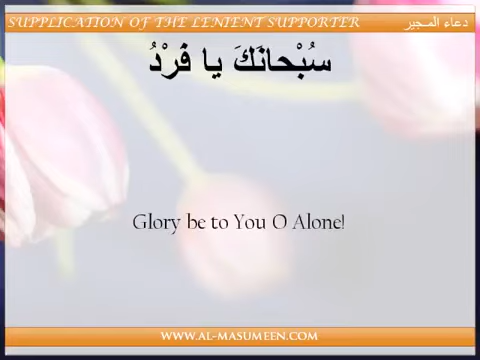 SUPPLICATION OF THE LENIENT SUPPORTER دعاء المجير
سُبْحانَكَ يا فَرْدُ
Glory be to You O Alone!
WWW.AL-MASUMEEN.COM